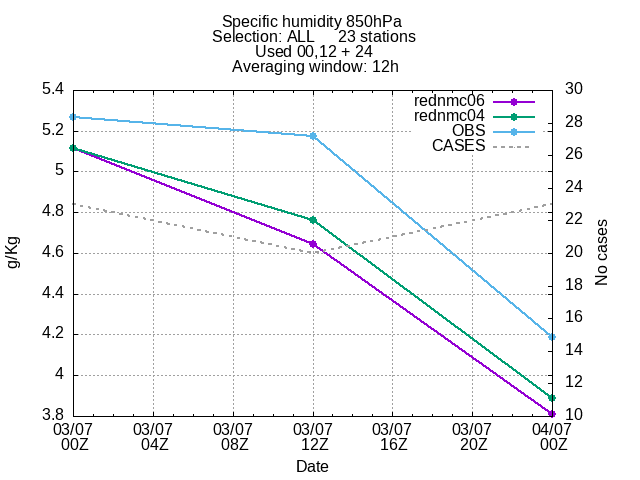 Specific humidity 850hPa
Selection: ALL 23 stations
Used 00,12 + 24
Averaging window: 12h
rednmc06
rednmc04
OBS
CASES
5.4
5.2
5
4.8
4.6
4.4
4.2
4
3.8
g/Kg
30
28
26
24
22
20
18
16
14
12
10
No cases
03/07 03/07 03/07 03/07 03/07 03/07 04/07
00Z 04Z 08Z 12Z 16Z 20Z 00Z
Date